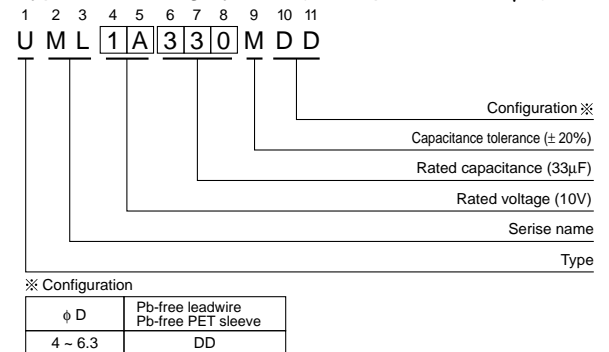 1 2 3 4 5 6 7 8 9 10 11
U M L 1 A 3 3 0 M D D
Configuration ※
Capacitance tolerance (± 20%)
Rated capacitance (33µF)
Rated voltage (10V)
Serise name
Type
※ Configuration
ϕ D
Pb-free leadwire
Pb-free PET sleeve
4 ~ 6.3
DD